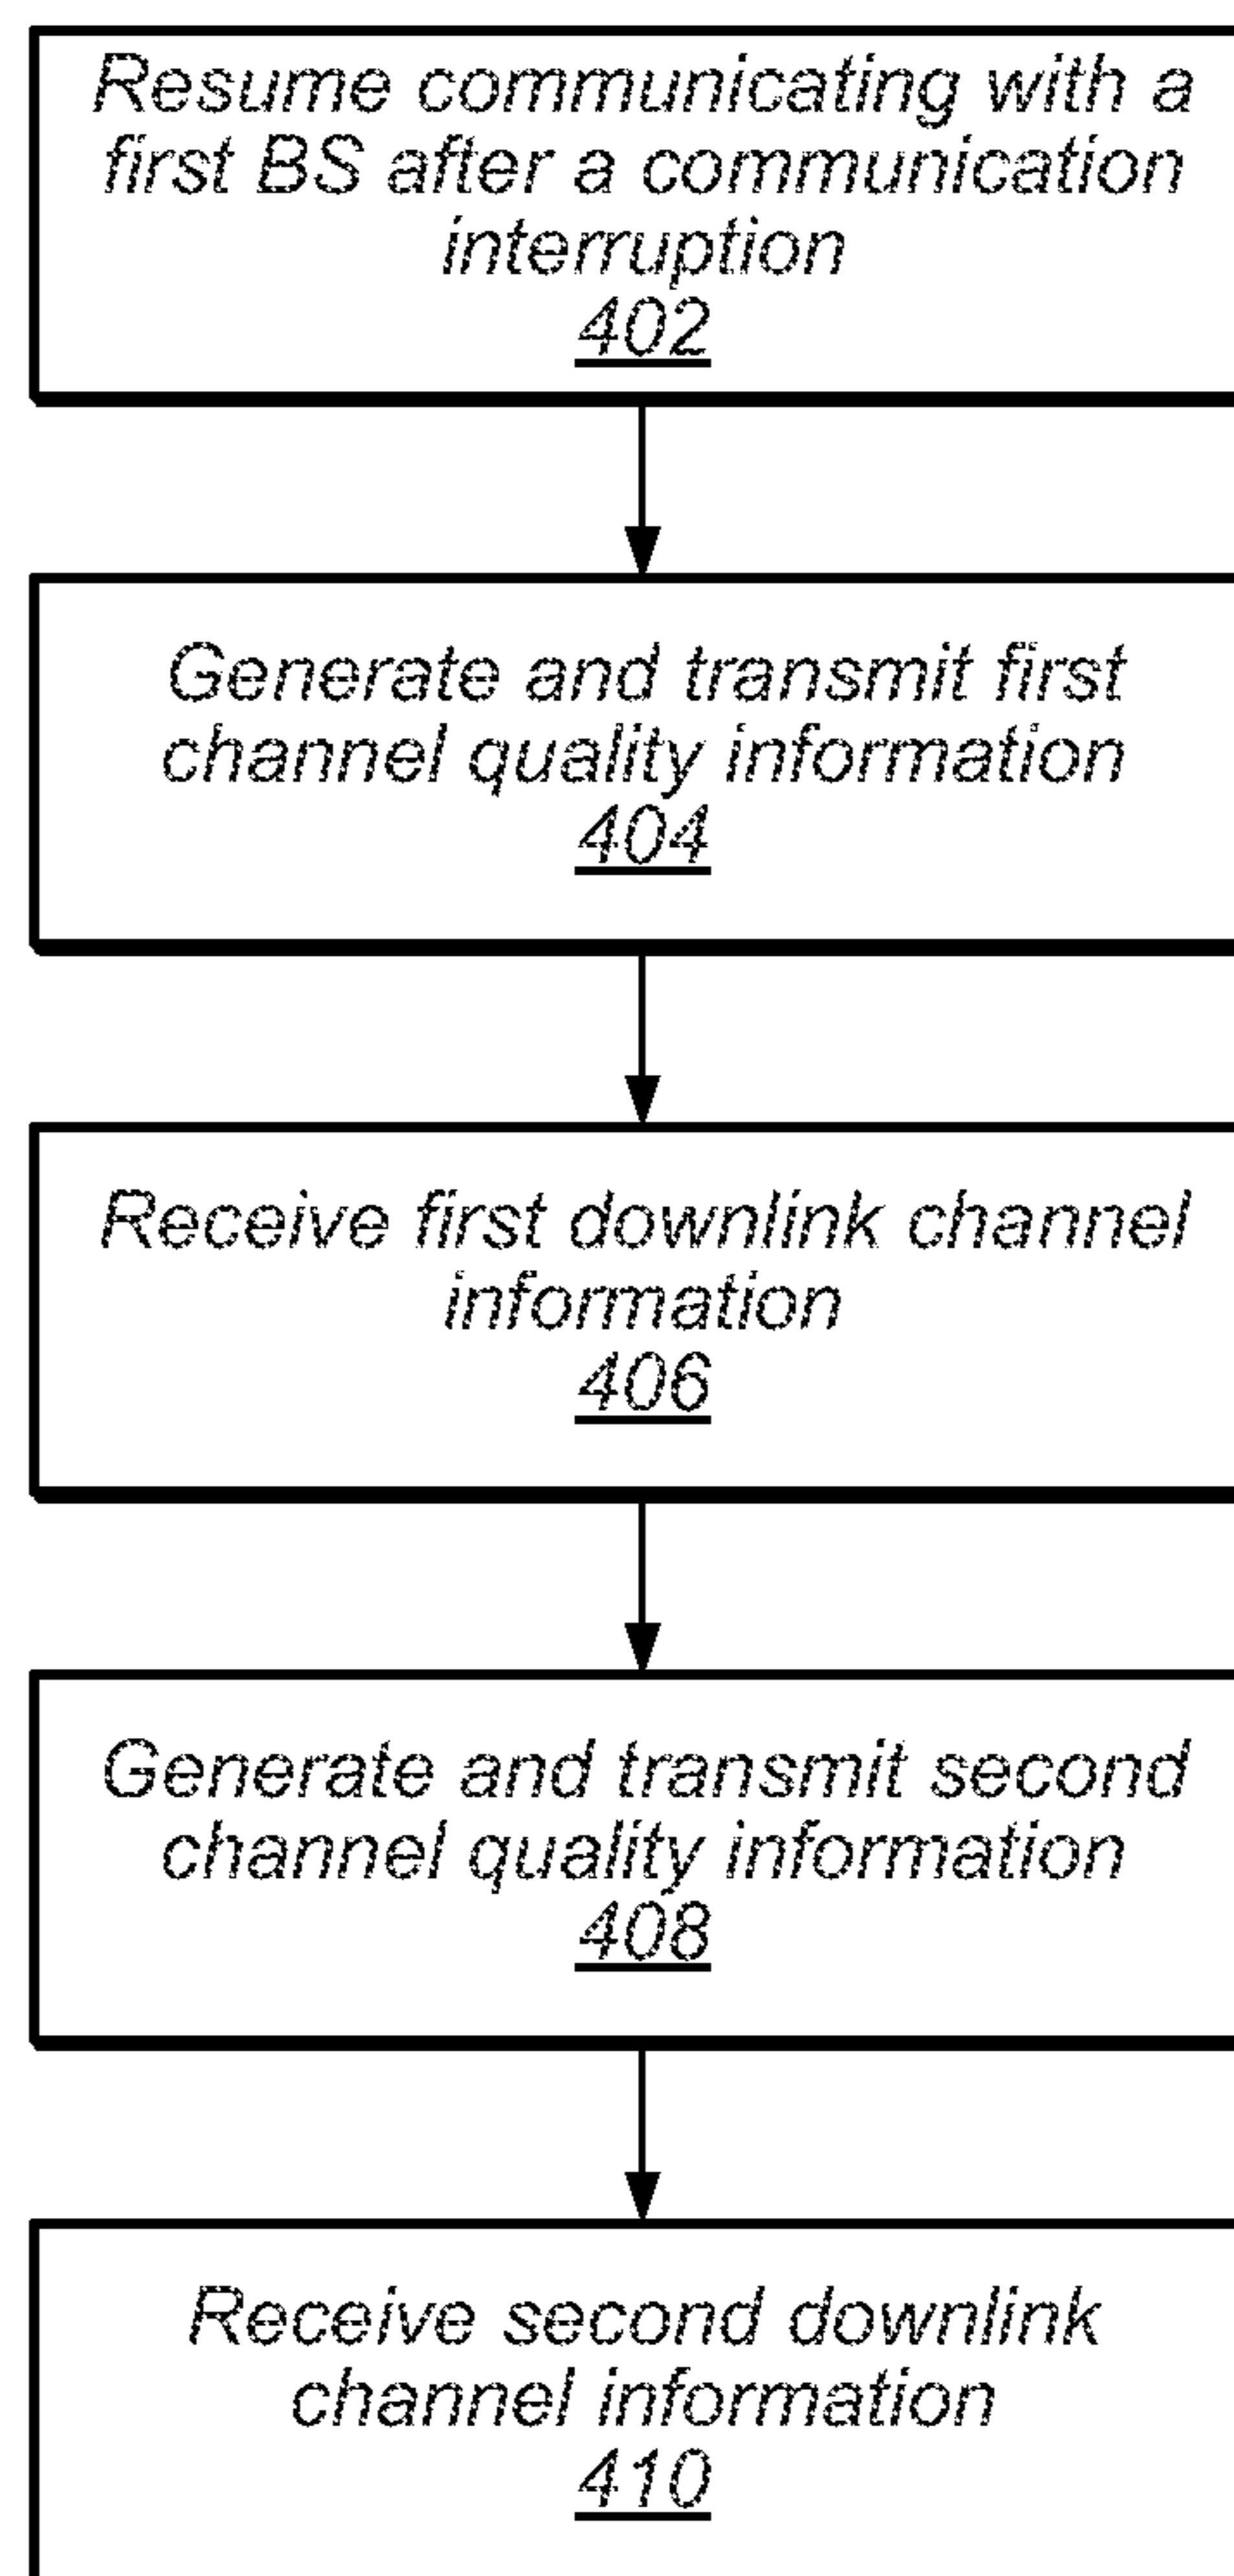 Resume communicating with a
first BS after a communication
interruption
402
Generate and transmit first
channel quality information
404
Receive first downlink channel
information
406
Generate and transmit second
channel quality information
408
Receive second downlink
channel information
410